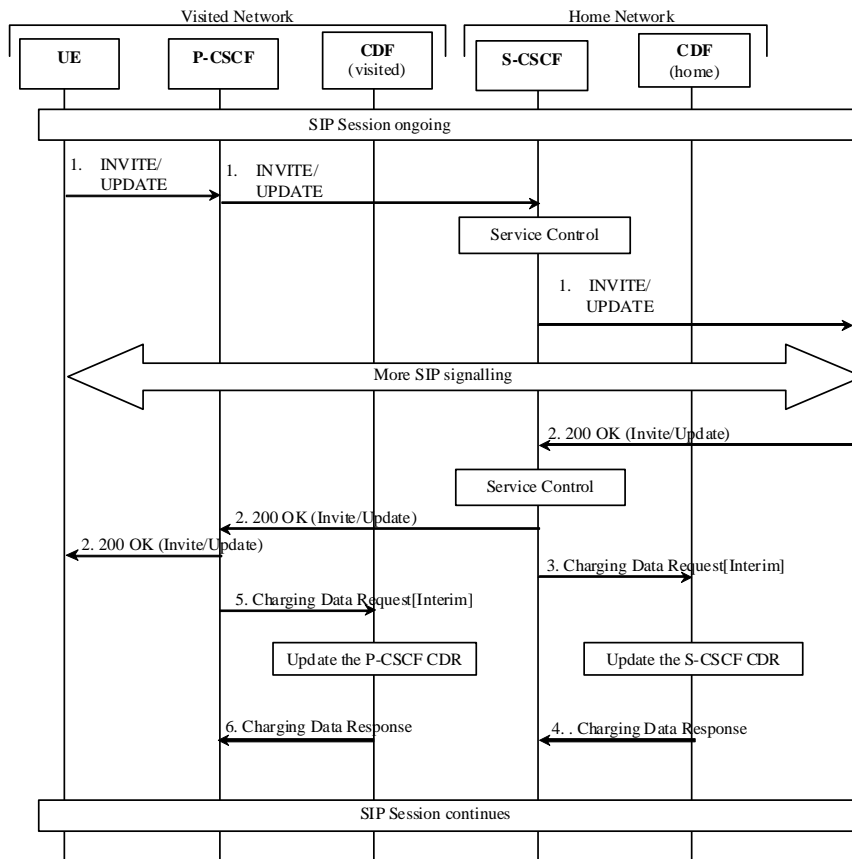 Visited Network
Home Network
UE
P-CSCF
CDF
(visited)
S-CSCF
CDF
(home)
SIP Session ongoing
1. INVITE/
UPDATE
1. INVITE/
UPDATE
Service Control
1. INVITE/
UPDATE
More SIP signalling
2. 200 OK (Invite/Update)
Service Control
2. 200 OK (Invite/Update)
2. 200 OK (Invite/Update)
3. Charging Data Request[Interim]
5. Charging Data Request[Interim]
Update the P-CSCF CDR
Update the S-CSCF CDR
6. Charging Data Response
4. . Charging Data Response
SIP Session continues